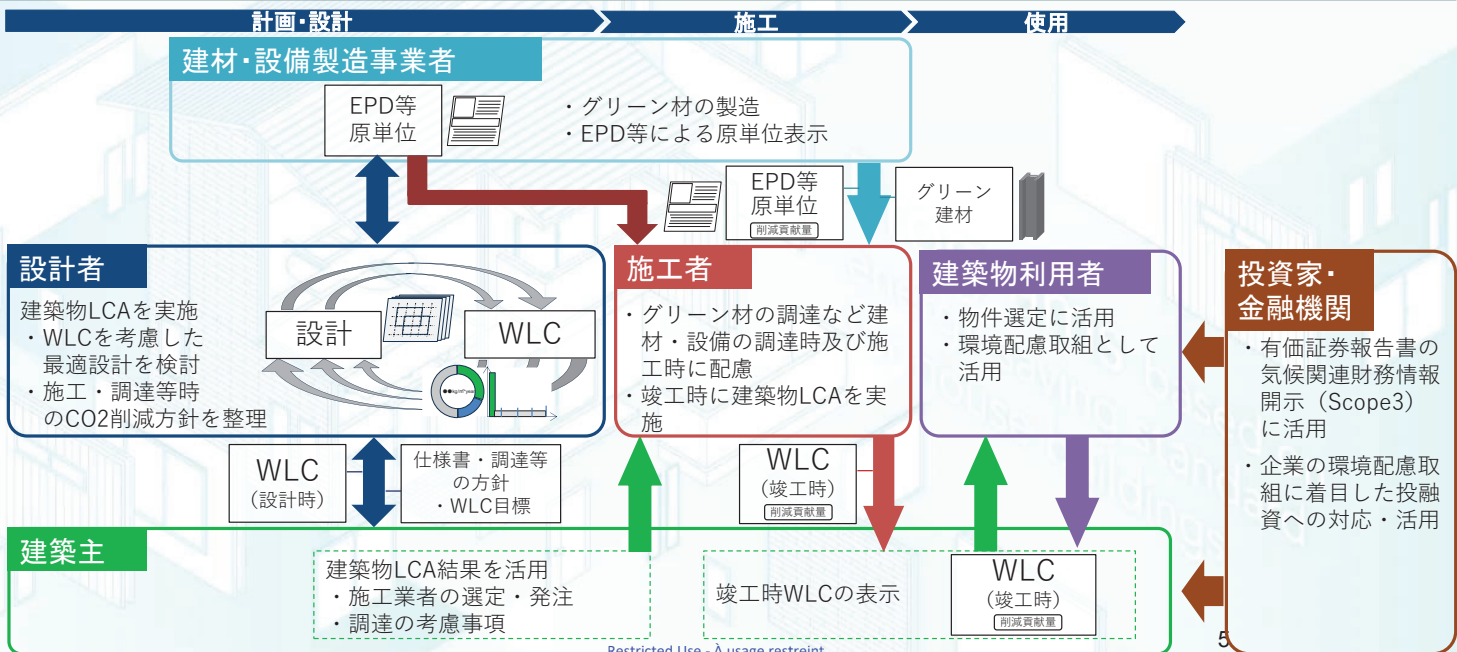 計画・設計
施工
使用
建材・設備製造事業者
EPD等
原単位
・グリーン材の製造
・EPD等による原単位表示
EPD等
原単位
削減貢献量
グリーン
建材
設計者
建築物LCAを実施
・WLCを考慮した
最適設計を検討
・施工・調達等時
のCO2削減方針を整理
設計
WLC
施工者
・グリーン材の調達など建
材・設備の調達時及び施
工時に配慮
・竣工時に建築物LCAを実
施
建築物利用者
・物件選定に活用
・環境配慮取組として
活用
投資家・
金融機関
・有価証券報告書の
気候関連財務情報
開示（Scope3）
に活用
・企業の環境配慮取
組に着目した投融
資への対応・活用
WLC
(設計時)
仕様書・調達等
の方針
・WLC目標
WLC
(竣工時)
削減貢献量
建築主
建築物LCA結果を活用
・施工業者の選定・発注
・調達の考慮事項
竣工時WLCの表示
WLC
(竣工時)
削減貢献量
Restricted Use - À usage restreint
5